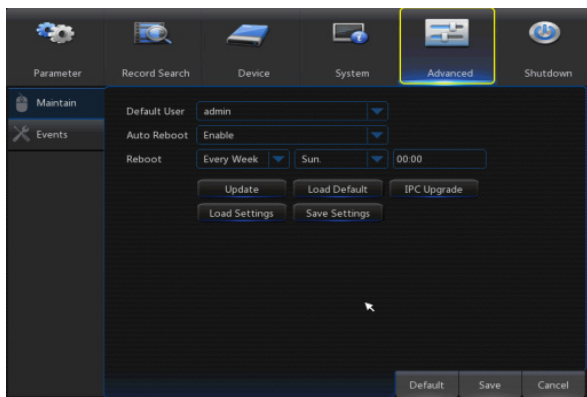 Parameter Record Search Device System Advanced Shutdown
Maintain
Events
Default User admin
Auto Reboot Enable
Reboot Every Week Sun. 00:00
Update Load Default IPC Upgrade
Load Settings Save Settings
Default Save Cancel